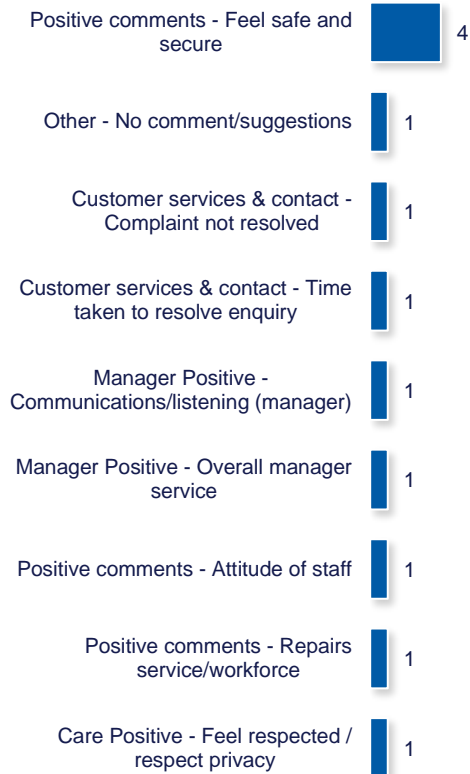 Positive comments - Feel safe and
secure
4
Other - No comment/suggestions
1
Customer services & contact -
Complaint not resolved
1
Customer services & contact - Time
taken to resolve enquiry
1
Manager Positive -
Communications/listening (manager)
1
Manager Positive - Overall manager
service
1
Positive comments - Attitude of staff
1
Positive comments - Repairs
service/workforce
1
Care Positive - Feel respected /
respect privacy
1